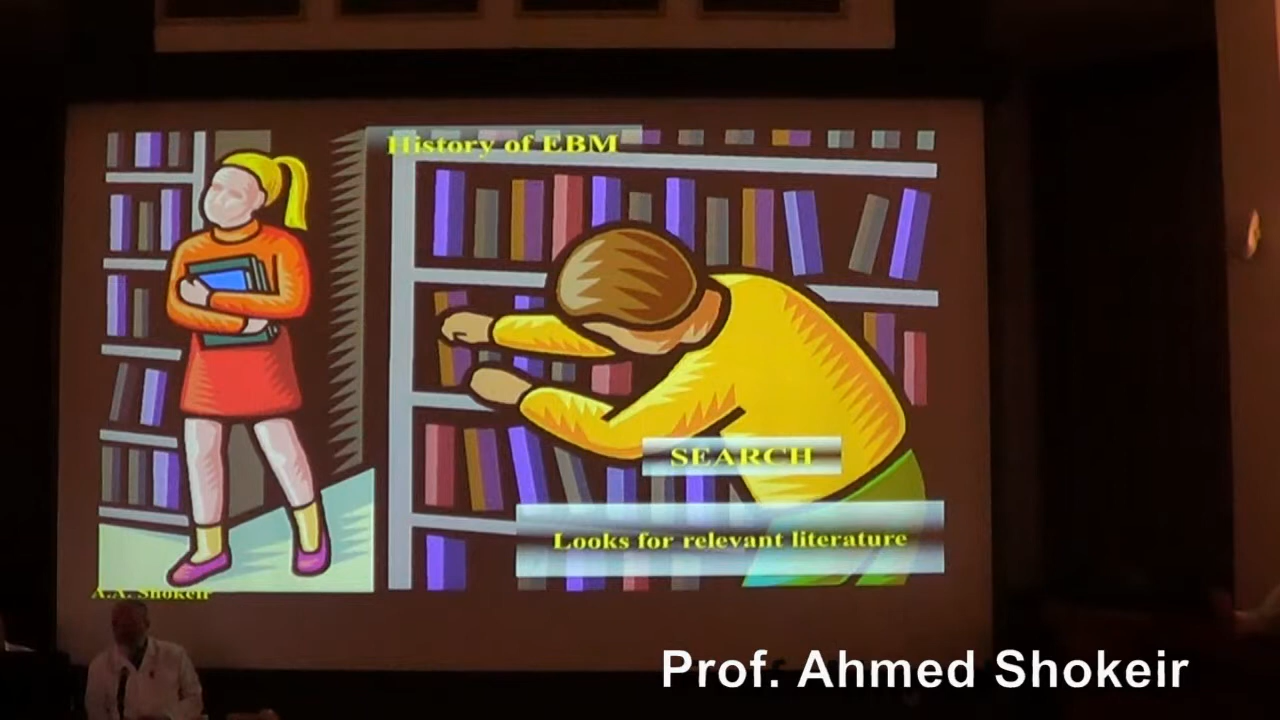 History of EBM
SEARCH
Looks for relevant literature
A.A. Shokeir
Prof. Ahmed Shokeir